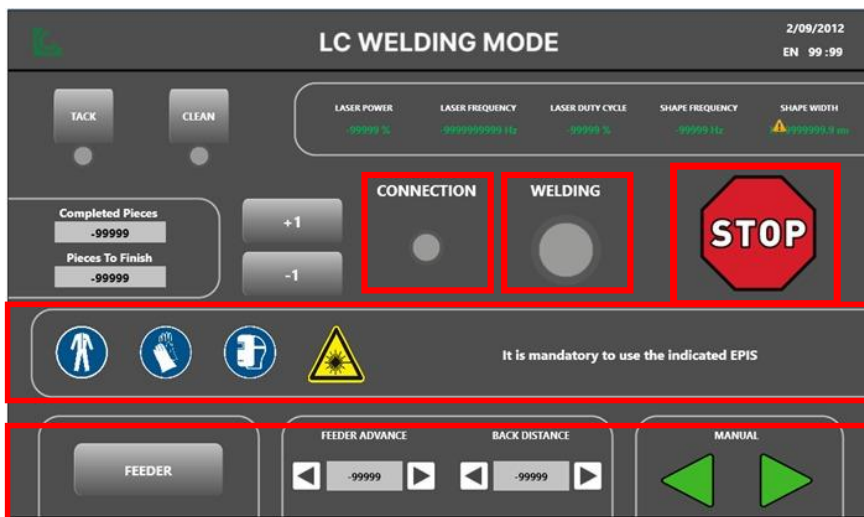 LC WELDING MODE
2/09/2012
EN 99:99
TACK
CLEAN
LASER POWER
LASER FREQUENCY
LASER DUTY CYCLE
SHAPE FREQUENCY
SHAPE WIDTH
-99999 %
-9999999999 Hz
-99999 %
-99999 Hz
CONNECTION
WELDING
STOP
Completed Pieces
-99999
Pieces To Finish
-99999
+1
-1
It is mandatory to use the indicated EPIS
FEEDER
FEEDER ADVANCE
-99999
BACK DISTANCE
-99999
MANUAL